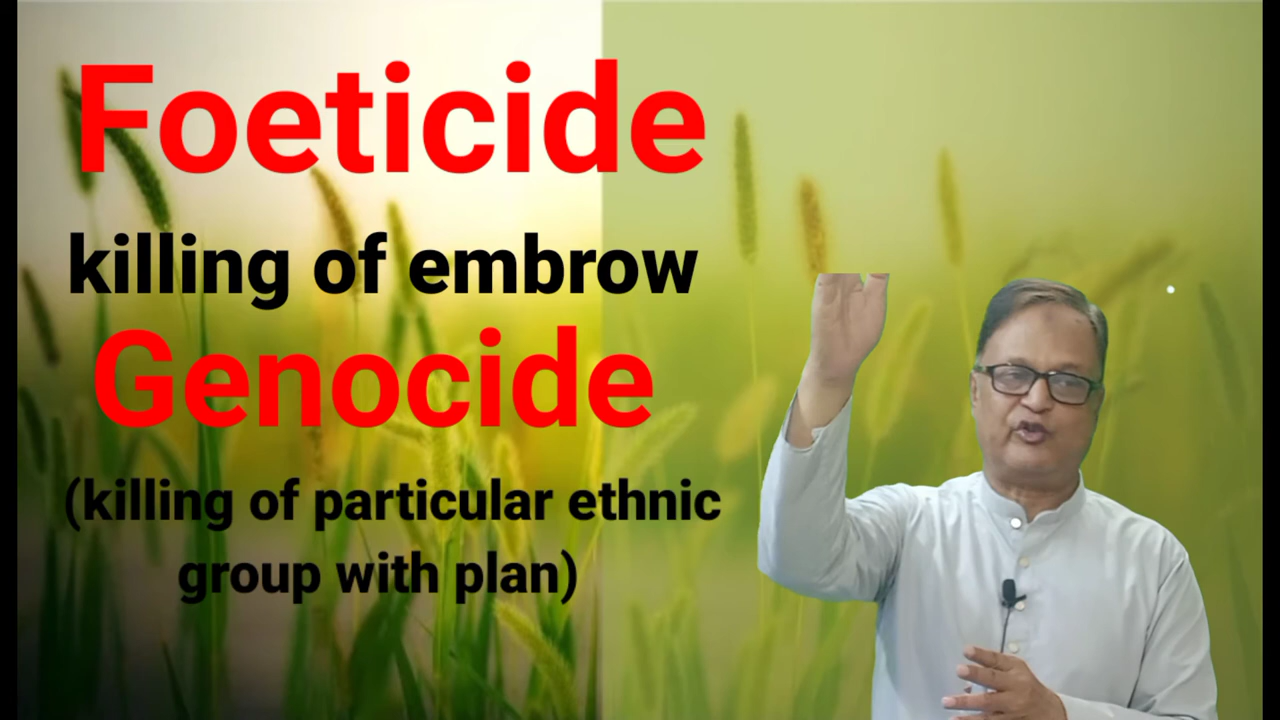 Foeticide
killing of embrow
Genocide
(killing of particular ethnic
group with plan)